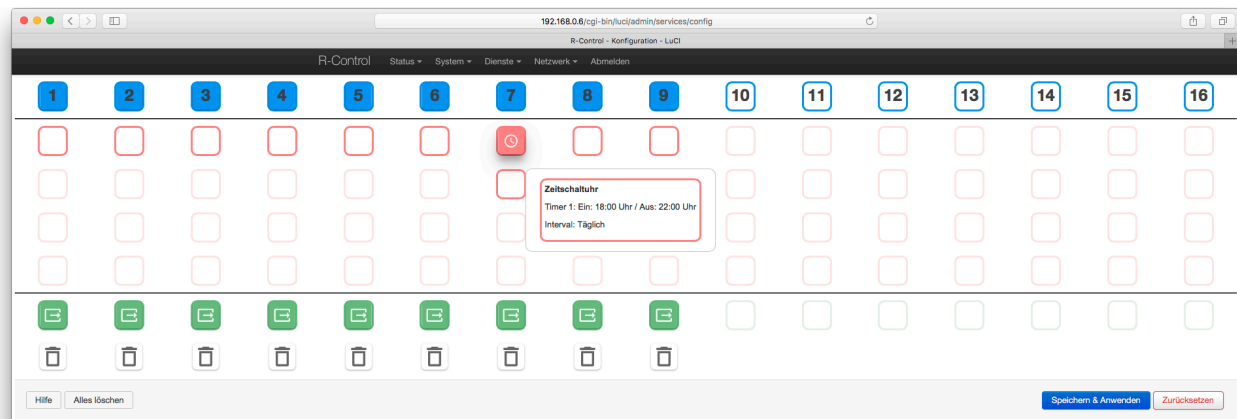 192.168.0.6/cgi-bin/luci/admin/services/config
R-Control - Konfiguration - LuCI
R-Control Status System Dienste Netzwerk Abmelden
1 2 3 4 5 6 7 8 9 10 11 12 13 14 15 16
Zeitschaltuhr
Timer 1: Ein: 18:00 Uhr / Aus: 22:00 Uhr
Interval: Täglich
Hilfe Alles löschen Speichern & Anwenden Zurücksetzen